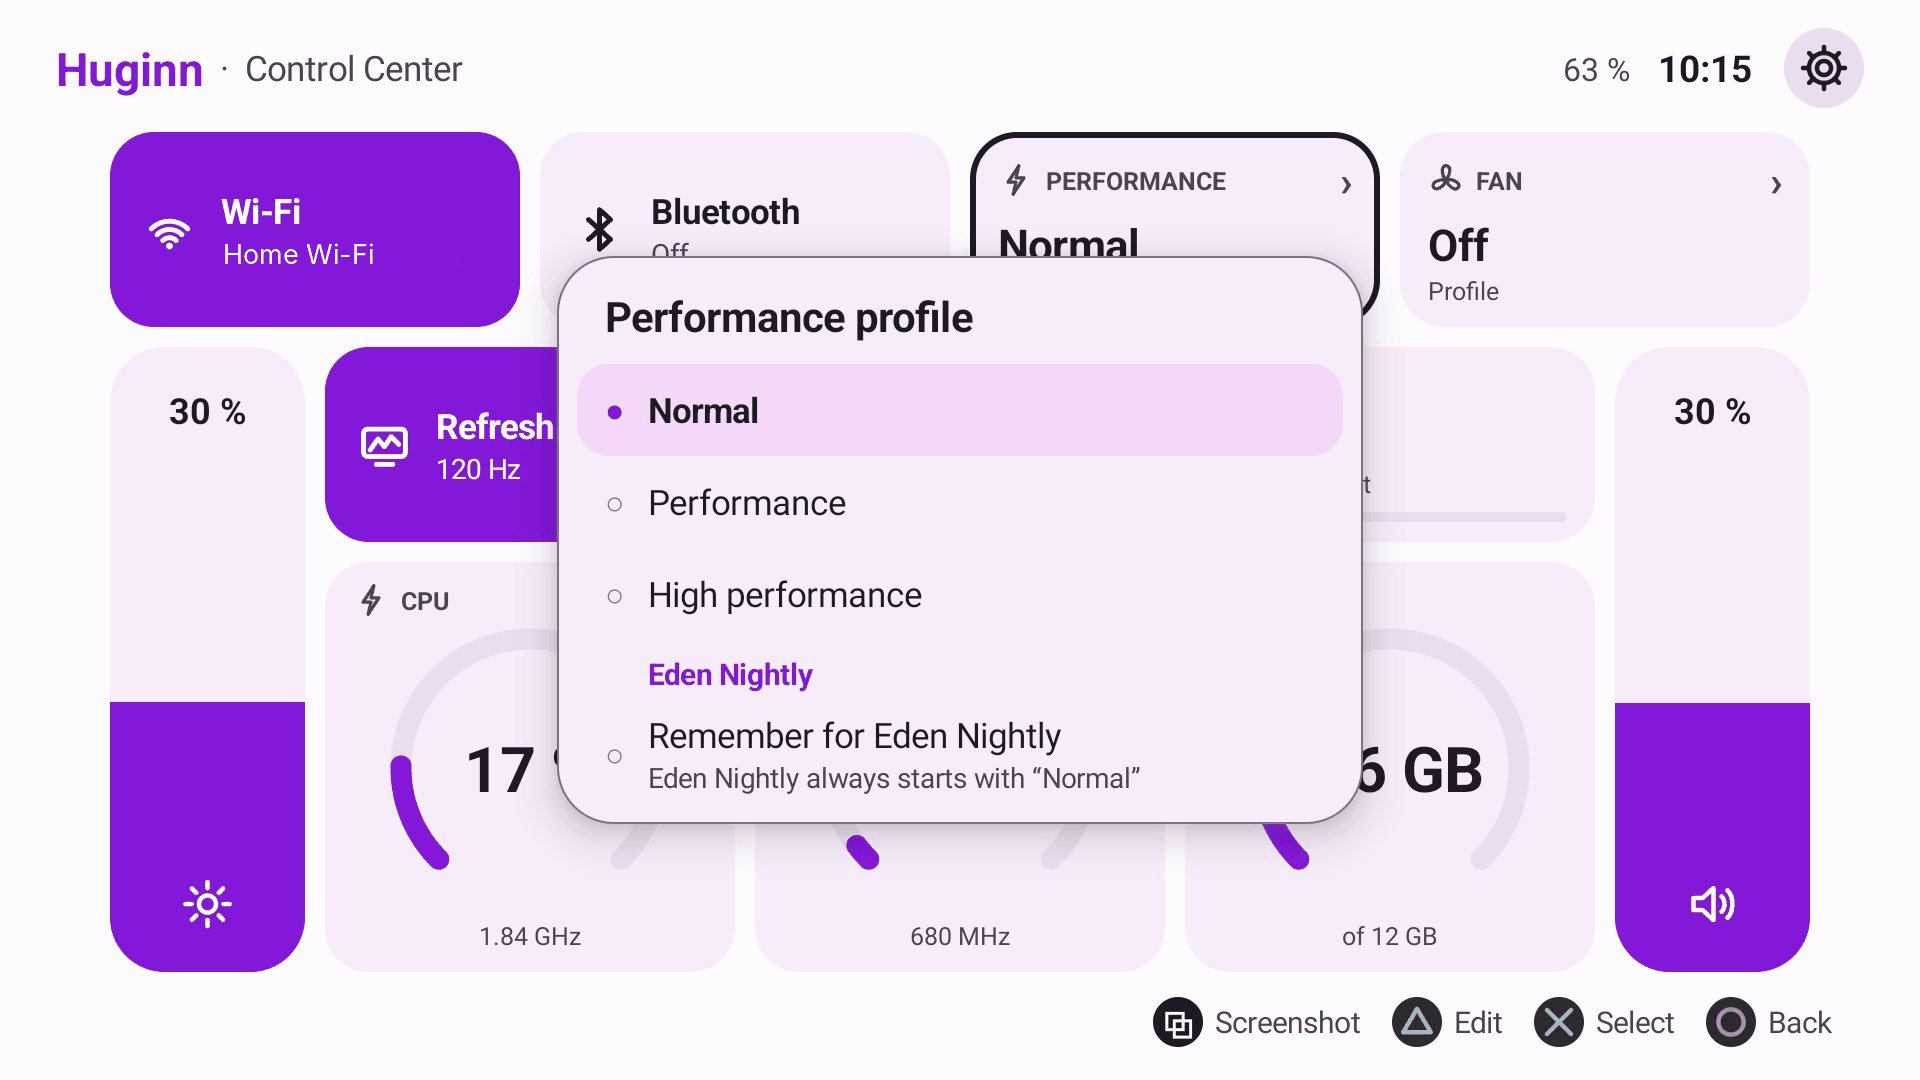 Huginn · Control Center
63 % 10:15
Wi-Fi
Home Wi-Fi
Bluetooth
Off
PERFORMANCE
Normal
FAN
Off
Profile
30 %
Refresh
120 Hz
30 %
CPU
17
1.84 GHz
680 MHz
6 GB
of 12 GB
Performance profile
Normal
Performance
High performance
Eden Nightly
Remember for Eden Nightly
Eden Nightly always starts with “Normal”
Screenshot Edit Select Back